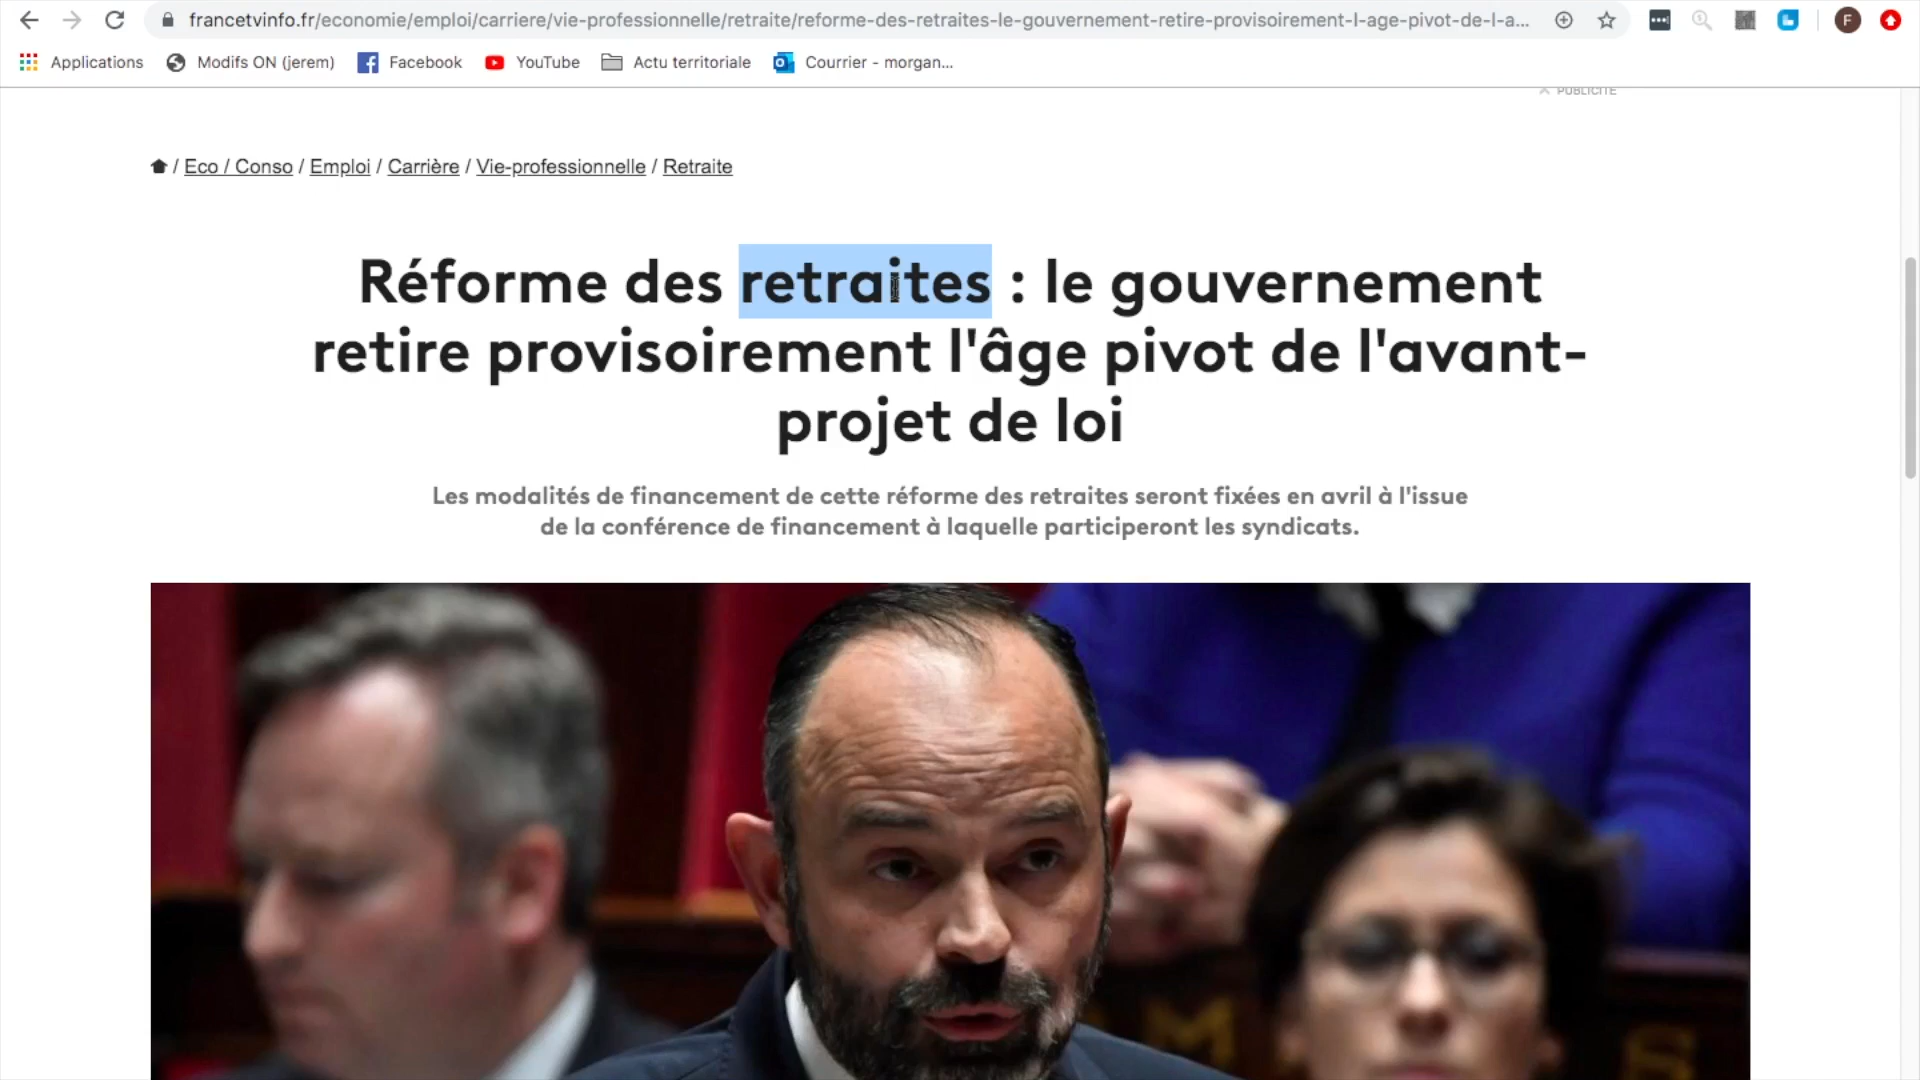 francetvinfo.fr/economie/emploi/carriere/vie-professionnelle/retraite/reforme-des-retraites-le-gouvernement-retire-provisoirement-l-age-pivot-de-l-a...
F
Applications
Modifs ON (jerem)
Facebook
YouTube
Actu territoriale
Courrier - morgan...
PUBLICITÉ
/ Eco / Conso / Emploi / Carrière / Vie-professionnelle / Retraite
Réforme des retraites : le gouvernement
retire provisoirement l'âge pivot de l'avant-
projet de loi
Les modalités de financement de cette réforme des retraites seront fixées en avril à l'issue
de la conférence de financement à laquelle participeront les syndicats.